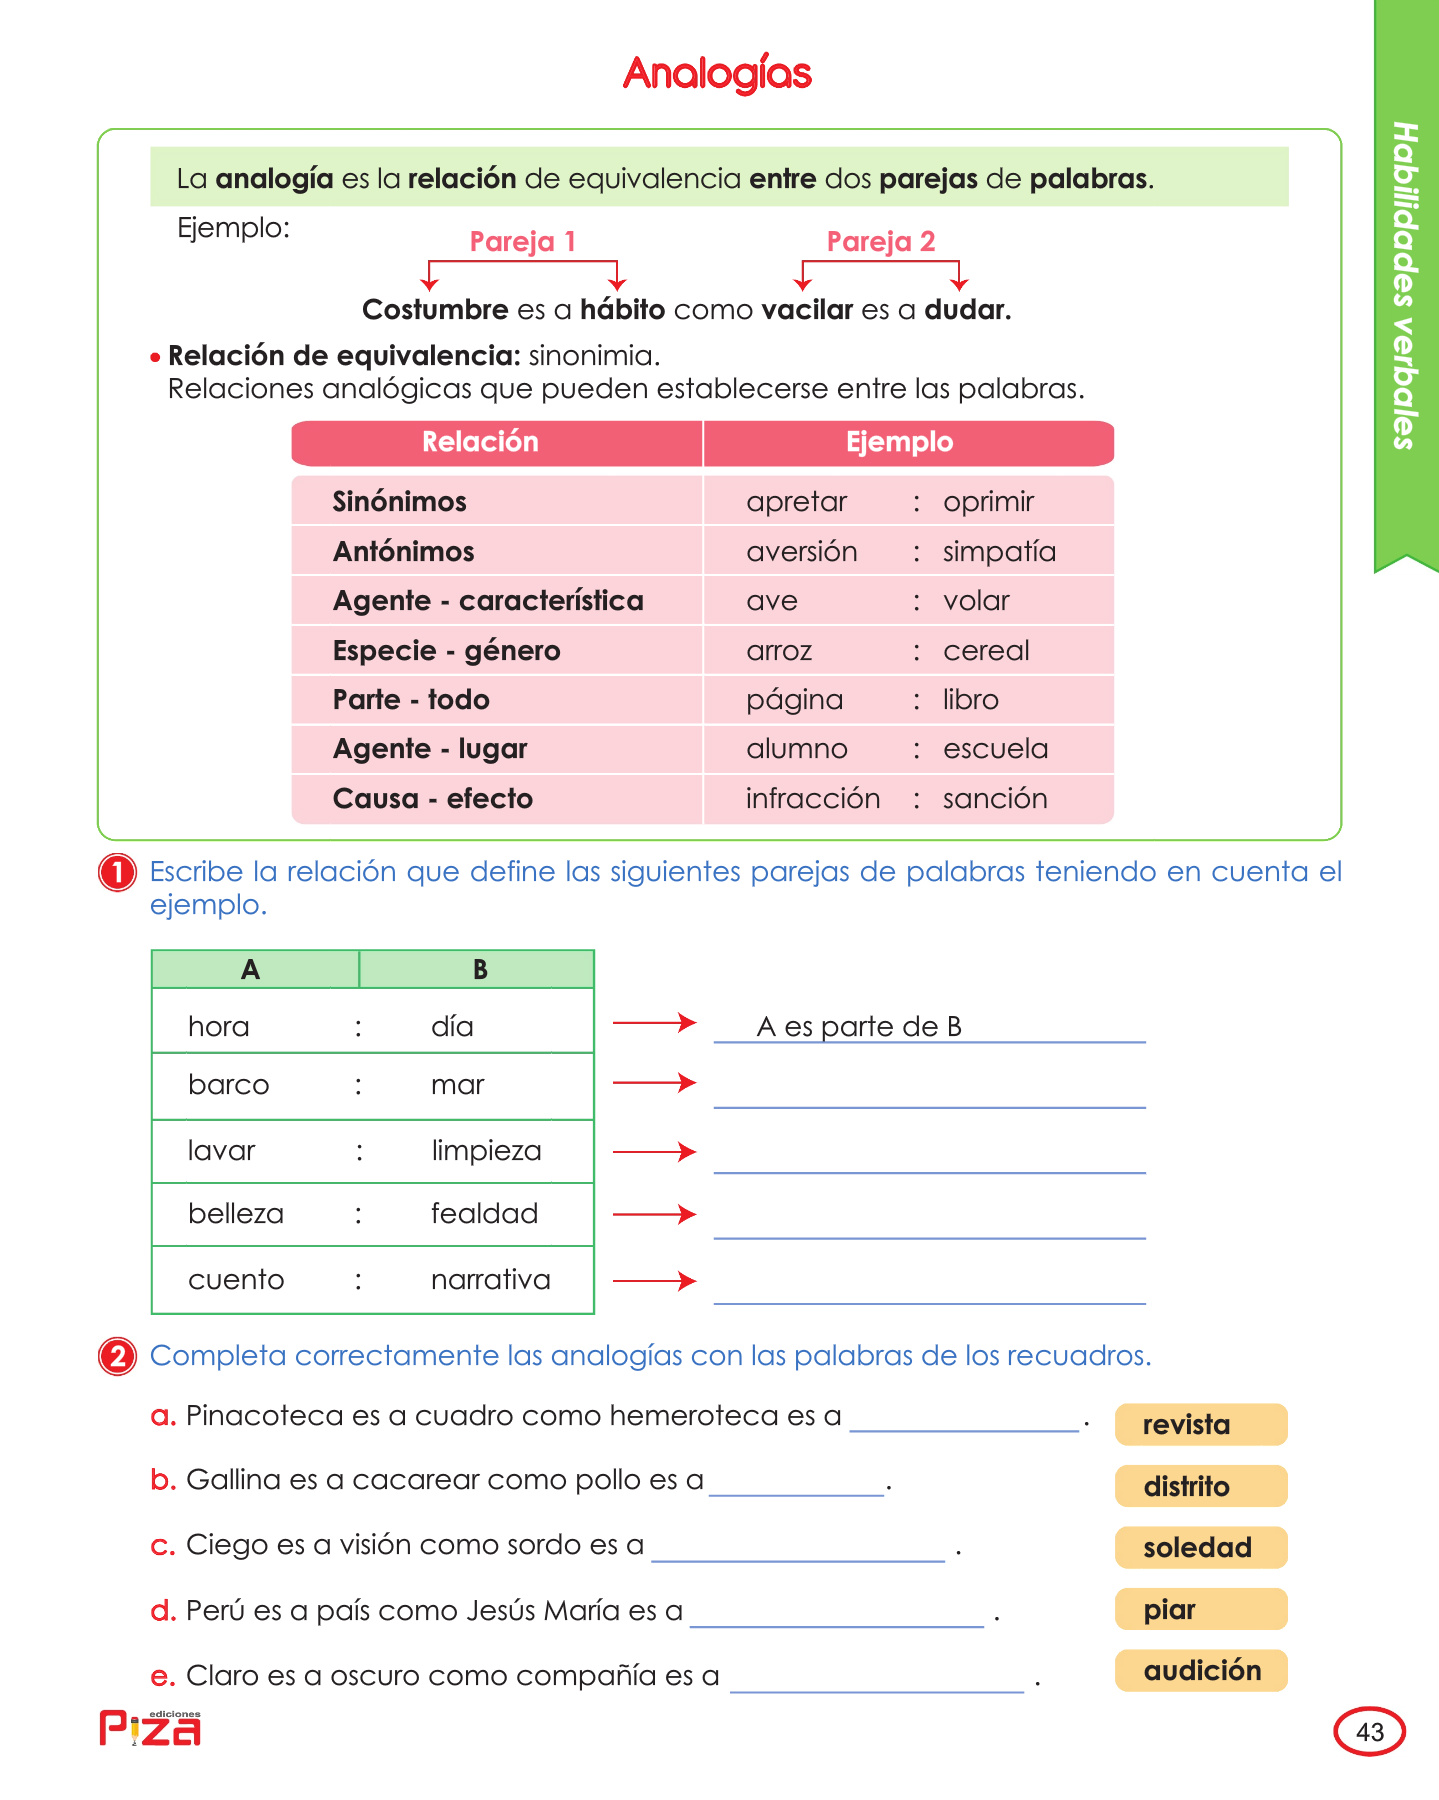 Analogías
Habilidades verbales
La analogía es la relación de equivalencia entre dos parejas de palabras.
Ejemplo:
Pareja 1 Pareja 2
Costumbre es a hábito como vacilar es a dudar.
• Relación de equivalencia: sinonimia.
Relaciones analógicas que pueden establecerse entre las palabras.
Relación Ejemplo
Sinónimos apretar : oprimir
Antónimos aversión : simpatía
Agente - característica ave : volar
Especie - género arroz : cereal
Parte - todo página : libro
Agente - lugar alumno : escuela
Causa - efecto infracción : sanción
1 Escribe la relación que define las siguientes parejas de palabras teniendo en cuenta el
ejemplo.
A B
hora : día A es parte de B
barco : mar
lavar : limpieza
belleza : fealdad
cuento : narrativa
2 Completa correctamente las analogías con las palabras de los recuadros.
a. Pinacoteca es a cuadro como hemeroteca es a ______________.
revista
b. Gallina es a cacarear como pollo es a ___________.
distrito
c. Ciego es a visión como sordo es a __________________ .
soledad
d. Perú es a país como Jesús María es a __________________ .
piar
e. Claro es a oscuro como compañía es a __________________ .
audición
ediciones
Piza
43